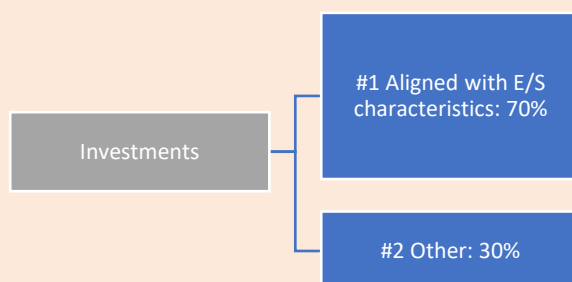 Investments
#1 Aligned with E/S
characteristics: 70%
#2 Other: 30%